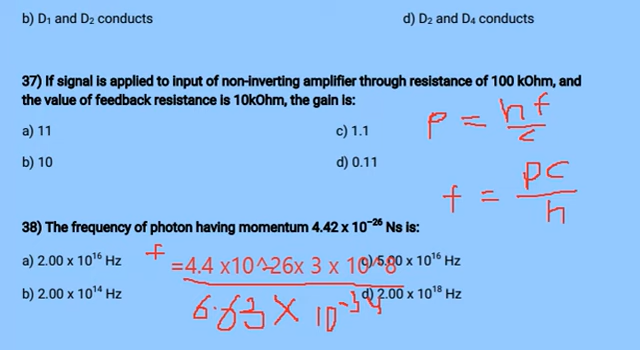 b) D₁ and D₂ conducts
d) D₂ and D₄ conducts
37) If signal is applied to input of non-inverting amplifier through resistance of 100 kOhm, and
the value of feedback resistance is 10kOhm, the gain is:
a) 11
c) 1.1
P = hf/c
b) 10
d) 0.11
f = pc/h
38) The frequency of photon having momentum 4.42 x 10⁻²⁶ Ns is:
a) 2.00 x 10¹⁶ Hz
c) 5.00 x 10¹⁶ Hz
f =4.4 x10^-26x 3 x 10^8
b) 2.00 x 10¹⁴ Hz
d) 2.00 x 10¹⁸ Hz
6.63 x 10⁻³⁴